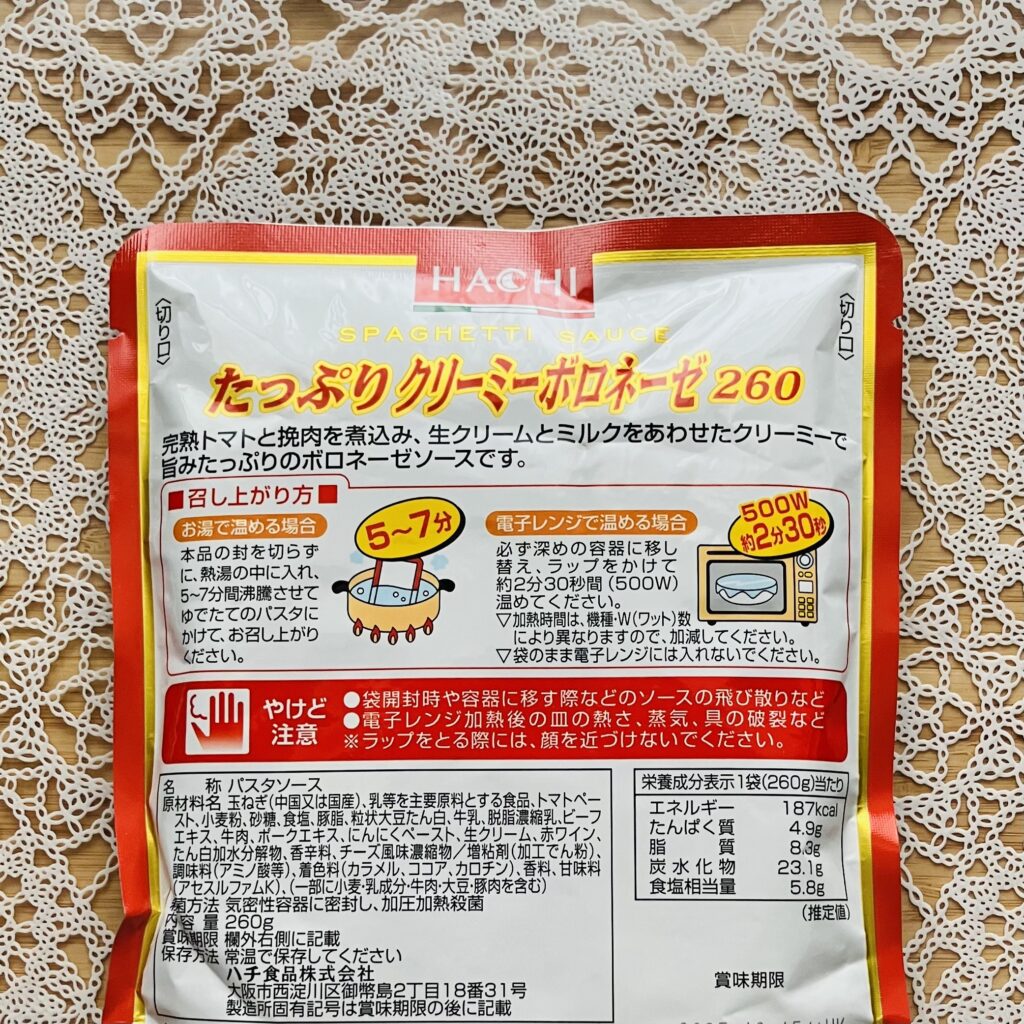 HACHI
SPAGHETTI SAUCE
たっぷりクリーミーボロネーゼ260
〈切り口〉
〈切り口〉
完熟トマトと挽肉を煮込み、生クリームとミルクをあわせたクリーミーで
旨みたっぷりのボロネーゼソースです。
■召し上がり方■
お湯で温める場合
5〜7分
本品の封を切らず
に、熱湯の中に入れ、
5〜7分間沸騰させて
ゆでたてのパスタに
かけて、お召し上がり
ください。
電子レンジで温める場合
500W
約2分30秒
必ず深めの容器に移し
替え、ラップをかけて
約2分30秒間(500W)
温めてください。
▽加熱時間は、機種・W(ワット)数
により異なりますので、加減してください。
▽袋のまま電子レンジには入れないでください。
やけど
注意
●袋開封時や容器に移す際などのソースの飛び散りなど
●電子レンジ加熱後の皿の熱さ、蒸気、具の破裂など
※ラップをとる際には、顔を近づけないでください。
名 称 パスタソース
原材料名 玉ねぎ(中国又は国産)、乳等を主要原料とする食品、トマトペー
スト、小麦粉、砂糖、食塩、豚脂、粒状大豆たん白、牛乳、脱脂濃縮乳、ビーフ
エキス、牛肉、ポークエキス、にんにくペースト、生クリーム、赤ワイン、
たん白加水分解物、香辛料、チーズ風味濃縮物/増粘剤(加工でん粉)、
調味料(アミノ酸等)、着色料(カラメル、ココア、カロチン)、香料、甘味料
(アセスルファムK)、(一部に小麦・乳成分・牛肉・大豆・豚肉を含む)
方法 気密性容器に密封し、加圧加熱殺菌
内容量 260g
賞味期限 欄外右側に記載
保存方法 常温で保存してください
ハチ食品株式会社
大阪市西淀川区御幣島2丁目18番31号
製造所固有記号は賞味期限の後に記載
栄養成分表示1袋(260g)当たり
エネルギー 187kcal
たんぱく質 4.9g
脂 質 8.3g
炭水化物 23.1g
食塩相当量 5.8g
(推定値)
賞味期限